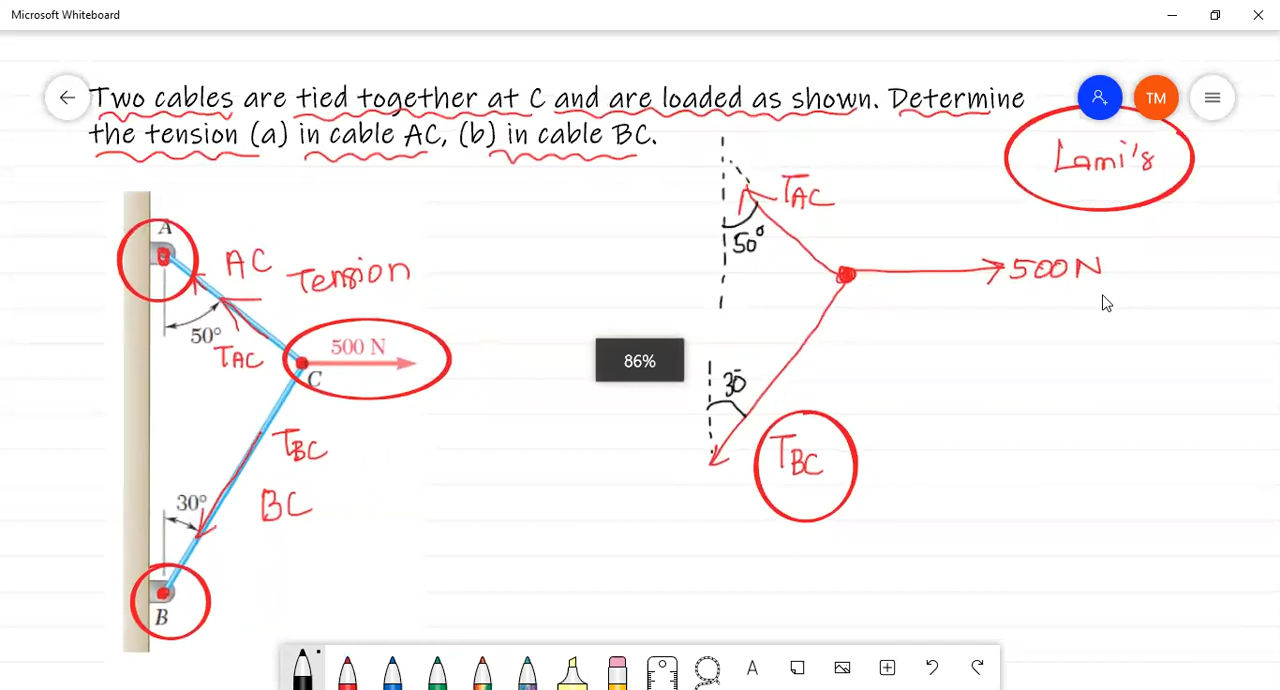 Microsoft Whiteboard
Two cables are tied together at C and are loaded as shown. Determine
the tension (a) in cable AC, (b) in cable BC.
TM
Lami's
A
AC
Tension
50°
TAC
500 N
C
TBC
30°
BC
B
TAC
50°
500N
86%
30
TBC
A